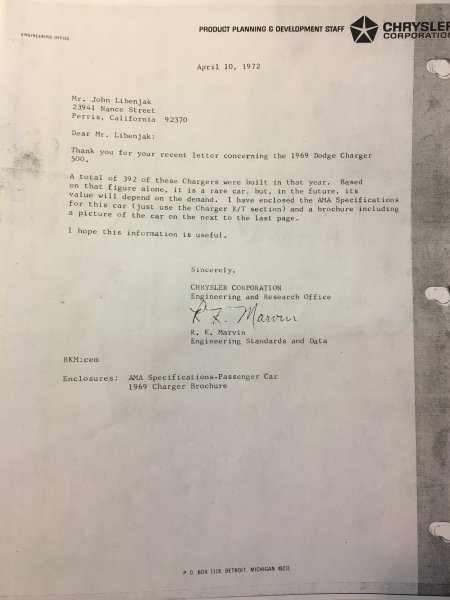 ENGINEERING OFFICE
PRODUCT PLANNING & DEVELOPMENT STAFF
CHRYSLER
CORPORATION
April 10, 1972
Mr. John Libenjak
23941 Nance Street
Perris, California 92370
Dear Mr. Libenjak:
Thank you for your recent letter concerning the 1969 Dodge Charger
500.
A total of 392 of these Chargers were built in that year. Based
on that figure alone, it is a rare car, but, in the future, its
value will depend on the demand. I have enclosed the AMA Specifications
for this car (just use the Charger R/T section) and a brochure including
a picture of the car on the next to the last page.
I hope this information is useful.
Sincerely,
CHRYSLER CORPORATION
Engineering and Research Office
R. K. Marvin
R. K. Marvin
Engineering Standards and Data
RKM:cem
Enclosures: AMA Specifications-Passenger Car
1969 Charger Brochure
P. O. BOX 1118, DETROIT, MICHIGAN 48231